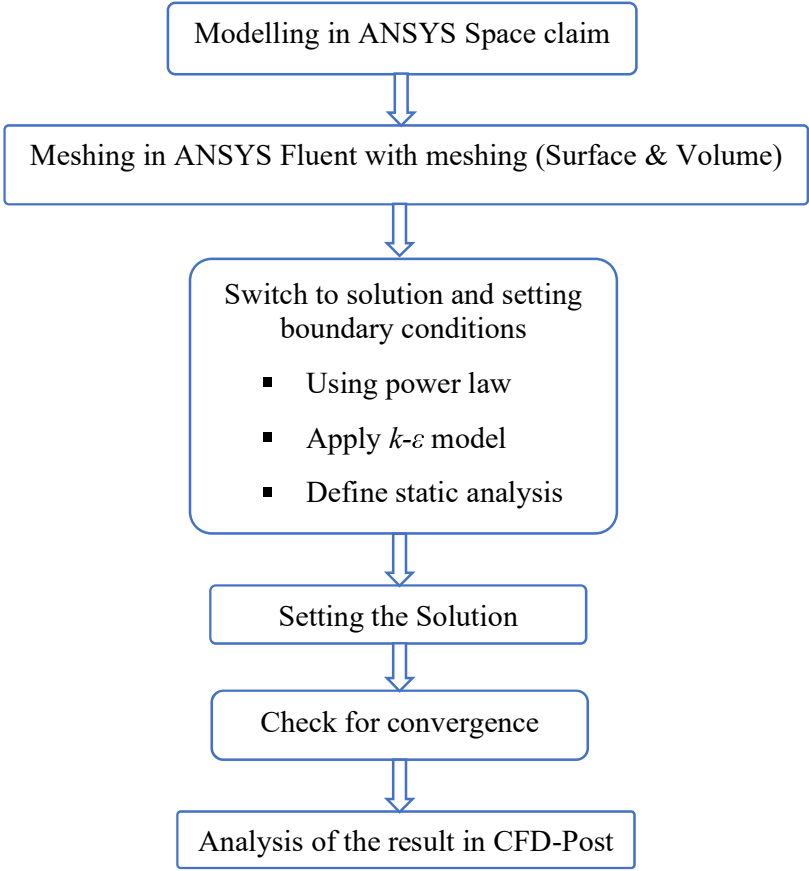 Modelling in ANSYS Space claim
Meshing in ANSYS Fluent with meshing (Surface & Volume)
Switch to solution and setting
boundary conditions
▪ Using power law
▪ Apply k-ε model
▪ Define static analysis
Setting the Solution
Check for convergence
Analysis of the result in CFD-Post